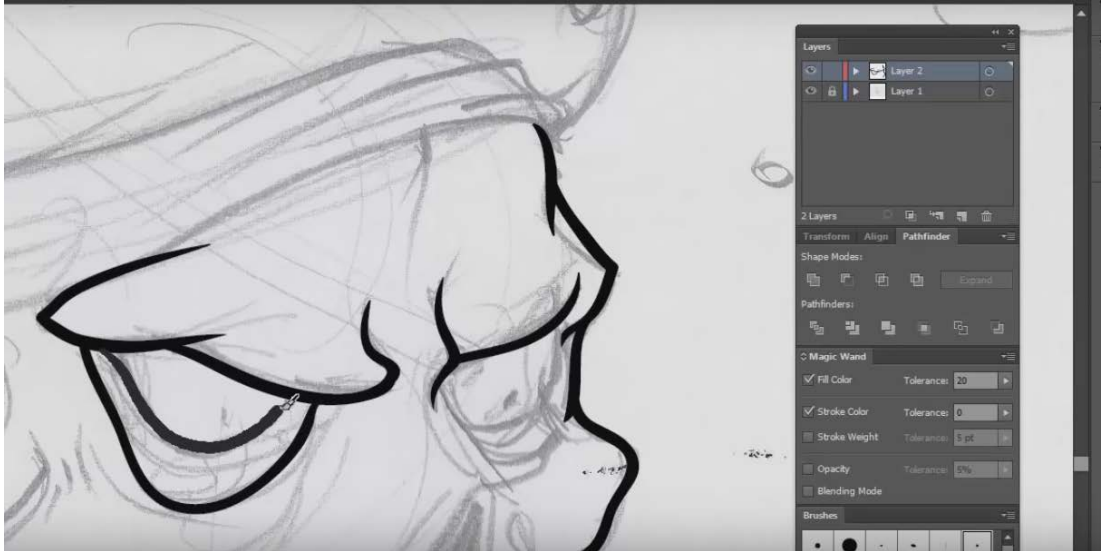 Layers
Layer 2
Layer 1
2 Layers
Transform Align Pathfinder
Shape Modes:
Expand
Pathfinders:
Magic Wand
Fill Color Tolerance: 20
Stroke Color Tolerance: 0
Stroke Weight Tolerance: 5 pt
Opacity Tolerance: 5%
Blending Mode
Brushes